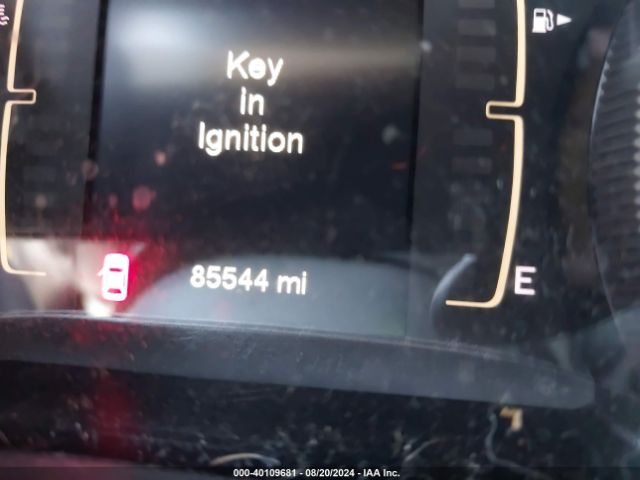 Key
in
Ignition
85544 mi
E
000-40109681 - 08/20/2024 - IAA Inc.